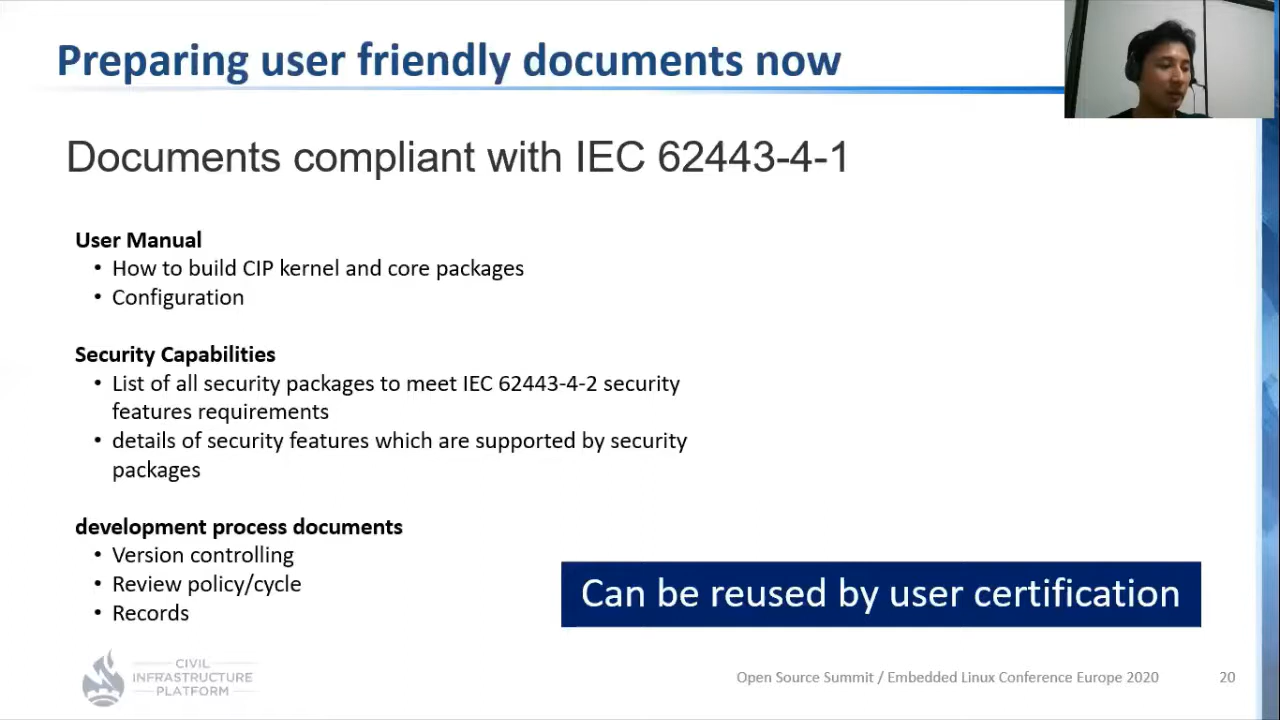 Preparing user friendly documents now
Documents compliant with IEC 62443-4-1
User Manual
• How to build CIP kernel and core packages
• Configuration
Security Capabilities
• List of all security packages to meet IEC 62443-4-2 security
features requirements
• details of security features which are supported by security
packages
development process documents
• Version controlling
• Review policy/cycle
• Records
Can be reused by user certification
CIVIL
INFRASTRUCTURE
PLATFORM
Open Source Summit / Embedded Linux Conference Europe 2020
20